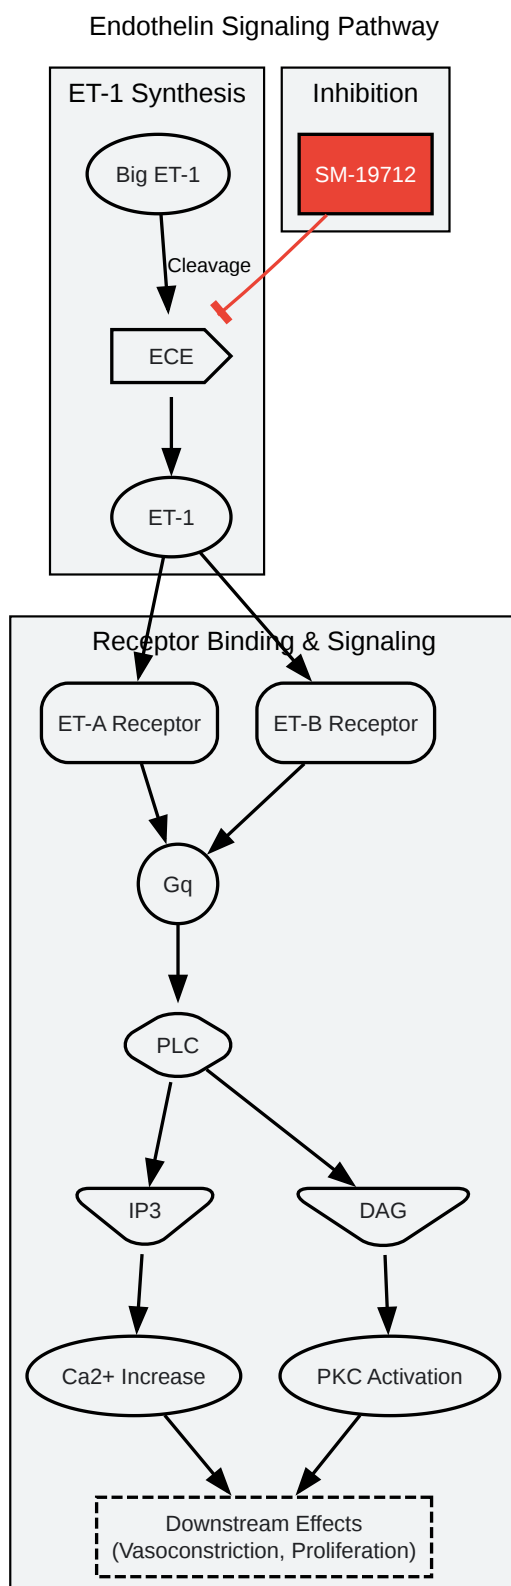 Endothelin Signaling Pathway
ET-1 Synthesis
Inhibition
Big ET-1
SM-19712
Cleavage
ECE
ET-1
Receptor Binding & Signaling
ET-A Receptor
ET-B Receptor
Gq
PLC
IP3
DAG
Ca2+ Increase
PKC Activation
Downstream Effects
(Vasoconstriction, Proliferation)